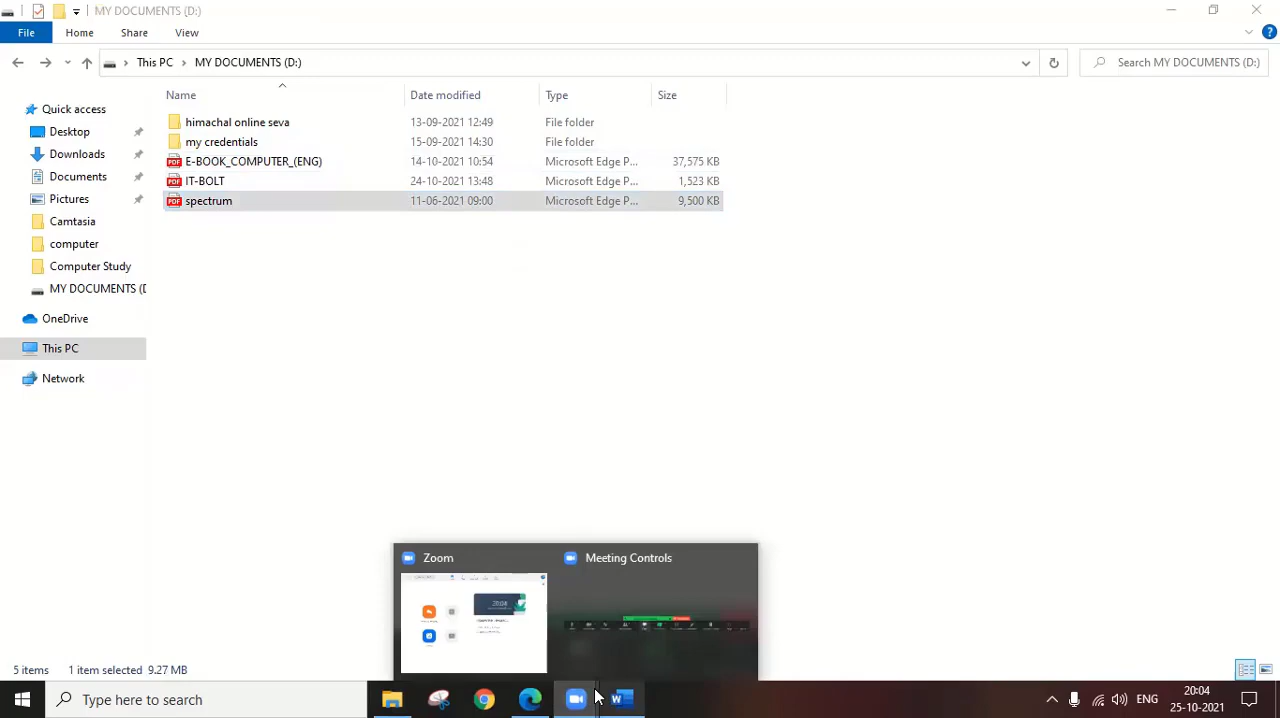 MY DOCUMENTS (D:)
File Home Share View
This PC MY DOCUMENTS (D:) Search MY DOCUMENTS (D:)
Name Date modified Type Size
Quick access
Desktop
Downloads
Documents
Pictures
Camtasia
computer
Computer Study
MY DOCUMENTS (D
OneDrive
This PC
Network
himachal online seva 13-09-2021 12:49 File folder
my credentials 15-09-2021 14:30 File folder
PDF E-BOOK_COMPUTER_(ENG) 14-10-2021 10:54 Microsoft Edge P... 37,575 KB
PDF IT-BOLT 24-10-2021 13:48 Microsoft Edge P... 1,523 KB
PDF spectrum 11-06-2021 09:00 Microsoft Edge P... 9,500 KB
Zoom Meeting Controls
5 items 1 item selected 9.27 MB
Type here to search
ENG
20:04
25-10-2021